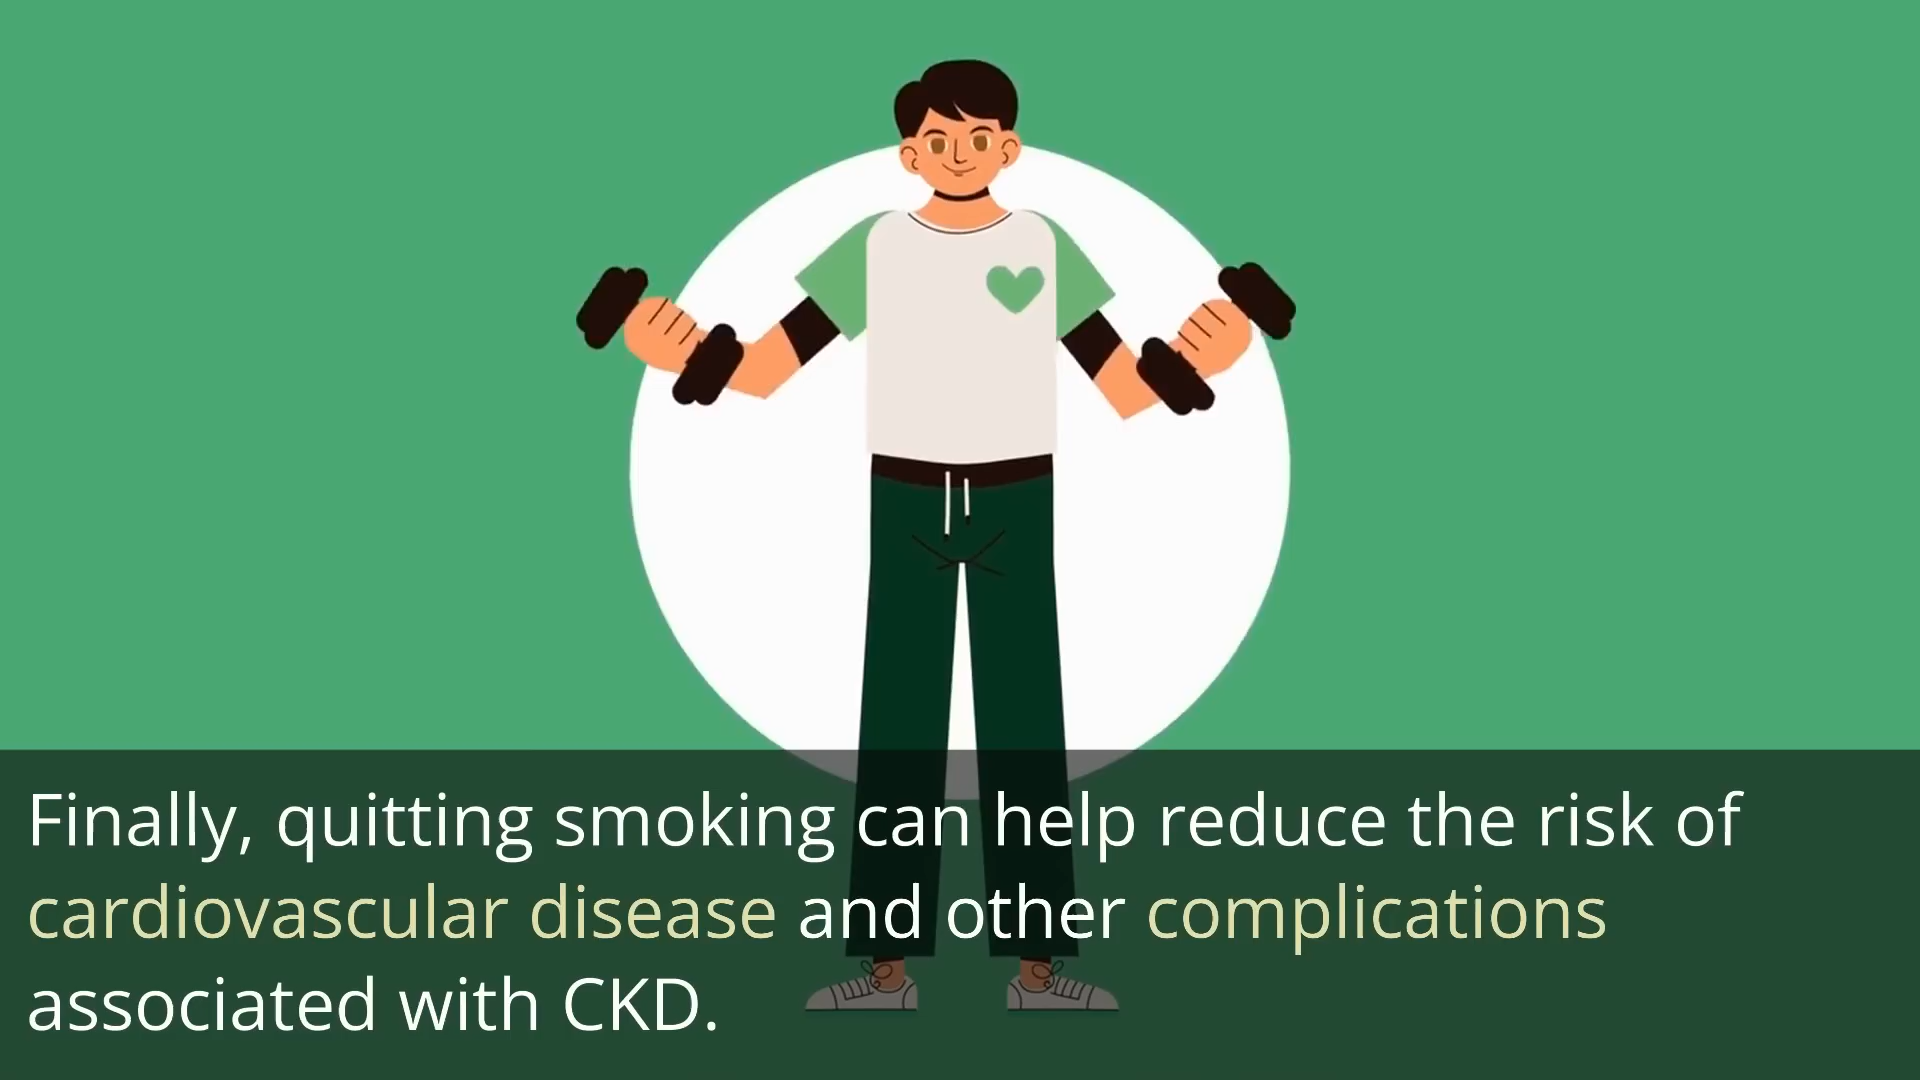 Finally, quitting smoking can help reduce the risk of
cardiovascular disease and other complications
associated with CKD.